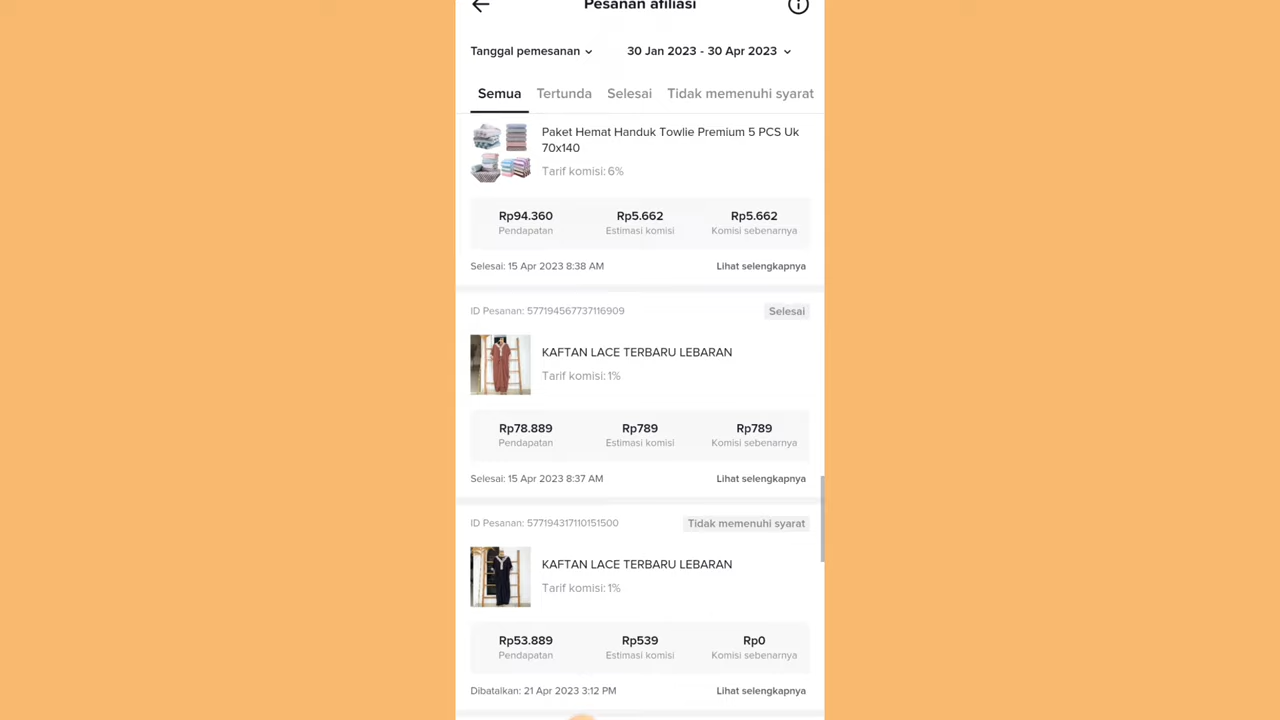 Pesanan afiliasi
Tanggal pemesanan 30 Jan 2023 - 30 Apr 2023
Semua Tertunda Selesai Tidak memenuhi syarat
Paket Hemat Handuk Towlie Premium 5 PCS Uk
70x140
Tarif komisi: 6%
Rp94.360 Rp5.662 Rp5.662
Pendapatan Estimasi komisi Komisi sebenarnya
Selesai: 15 Apr 2023 8:38 AM Lihat selengkapnya
ID Pesanan: 577194567737116909 Selesai
KAFTAN LACE TERBARU LEBARAN
Tarif komisi: 1%
Rp78.889 Rp789 Rp789
Pendapatan Estimasi komisi Komisi sebenarnya
Selesai: 15 Apr 2023 8:37 AM Lihat selengkapnya
ID Pesanan: 577194317110151500 Tidak memenuhi syarat
KAFTAN LACE TERBARU LEBARAN
Tarif komisi: 1%
Rp53.889 Rp539 Rp0
Pendapatan Estimasi komisi Komisi sebenarnya
Dibatalkan: 21 Apr 2023 3:12 PM Lihat selengkapnya